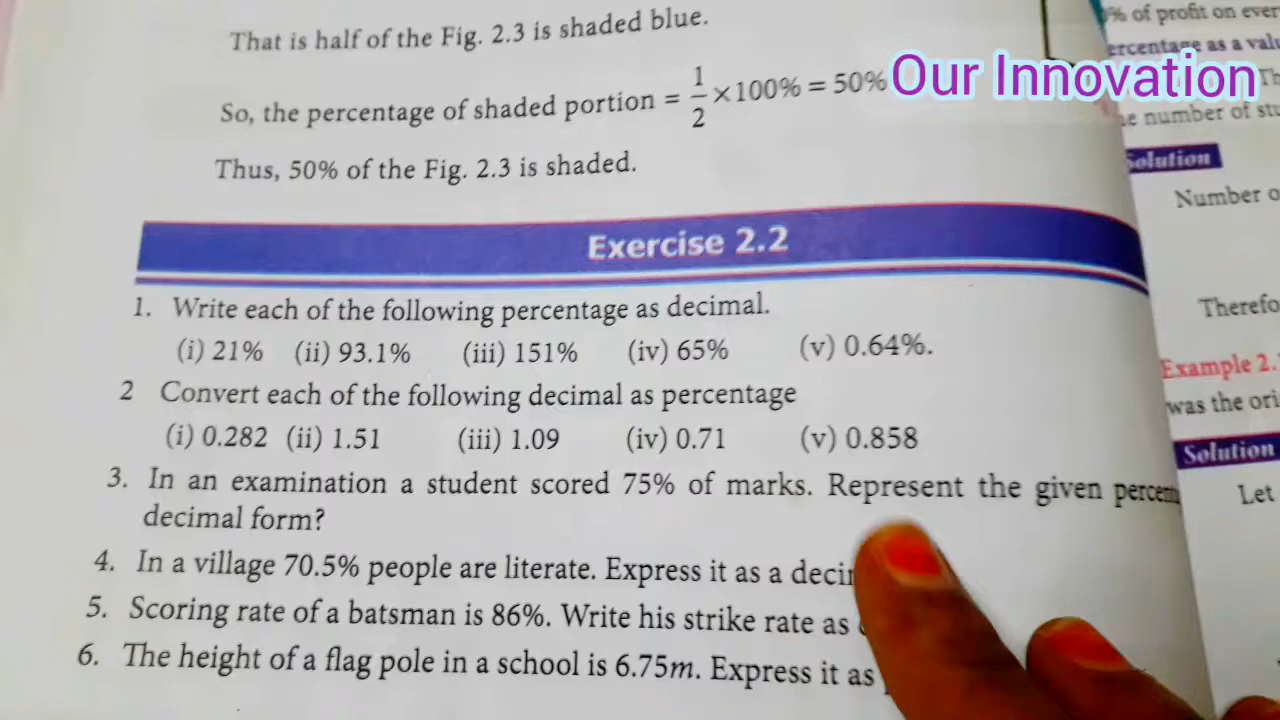 That is half of the Fig. 2.3 is shaded blue.
So, the percentage of shaded portion = 1/2 ×100% = 50%
Thus, 50% of the Fig. 2.3 is shaded.
Our Innovation
Exercise 2.2
1. Write each of the following percentage as decimal.
(i) 21% (ii) 93.1% (iii) 151% (iv) 65% (v) 0.64%.
2 Convert each of the following decimal as percentage
(i) 0.282 (ii) 1.51 (iii) 1.09 (iv) 0.71 (v) 0.858
3. In an examination a student scored 75% of marks. Represent the given
decimal form?
4. In a village 70.5% people are literate. Express it as a
5. Scoring rate of a batsman is 86%. Write his strike rate as
6. The height of a flag pole in a school is 6.75m. Express it as
% of profit on
as a
number of
Solution
Number
Example 2.
was the
Solution
Let